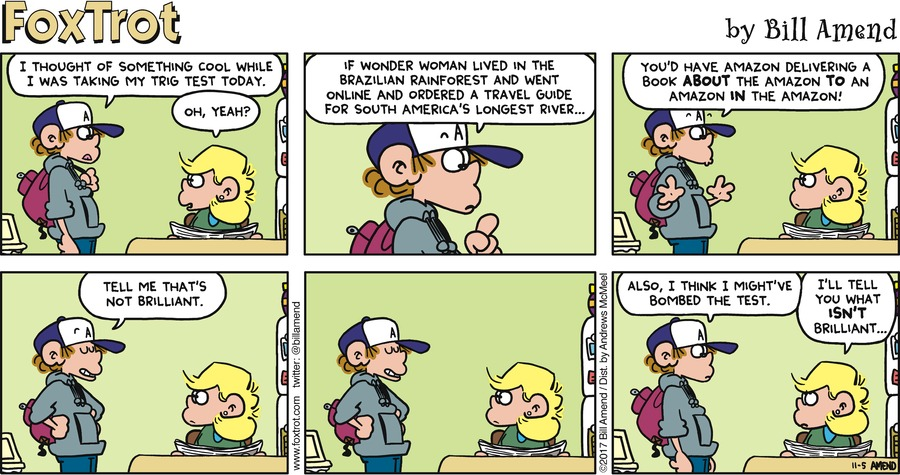 FoxTrot
by Bill Amend
I THOUGHT OF SOMETHING COOL WHILE
I WAS TAKING MY TRIG TEST TODAY.
OH, YEAH?
A
IF WONDER WOMAN LIVED IN THE
BRAZILIAN RAINFOREST AND WENT
ONLINE AND ORDERED A TRAVEL GUIDE
FOR SOUTH AMERICA'S LONGEST RIVER...
A
YOU'D HAVE AMAZON DELIVERING A
BOOK ABOUT THE AMAZON TO AN
AMAZON IN THE AMAZON!
A
TELL ME THAT'S
NOT BRILLIANT.
A
www.foxtrot.com twitter: @billamend
A
©2017 Bill Amend / Dist. by Andrews McMeel
ALSO, I THINK I MIGHT'VE
BOMBED THE TEST.
I'LL TELL
YOU WHAT
ISN'T
BRILLIANT...
A
11-5 AMEND